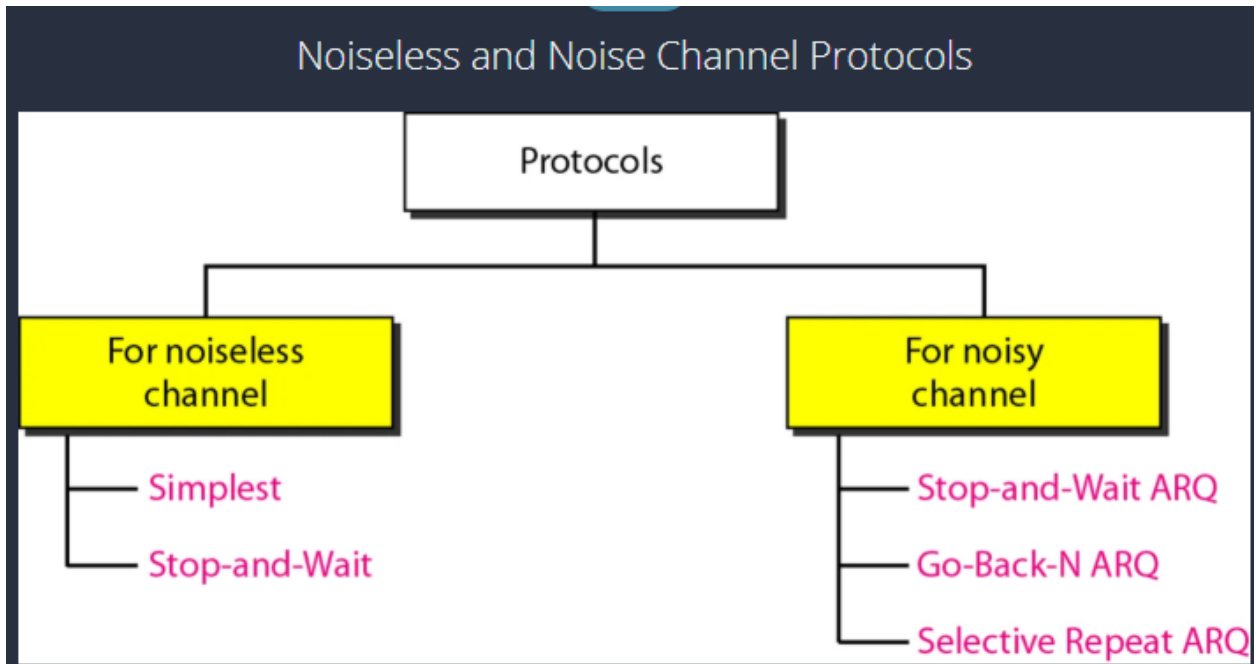 Noiseless and Noise Channel Protocols
Protocols
For noiseless
channel
For noisy
channel
Simplest
Stop-and-Wait
Stop-and-Wait ARQ
Go-Back-N ARQ
Selective Repeat ARQ